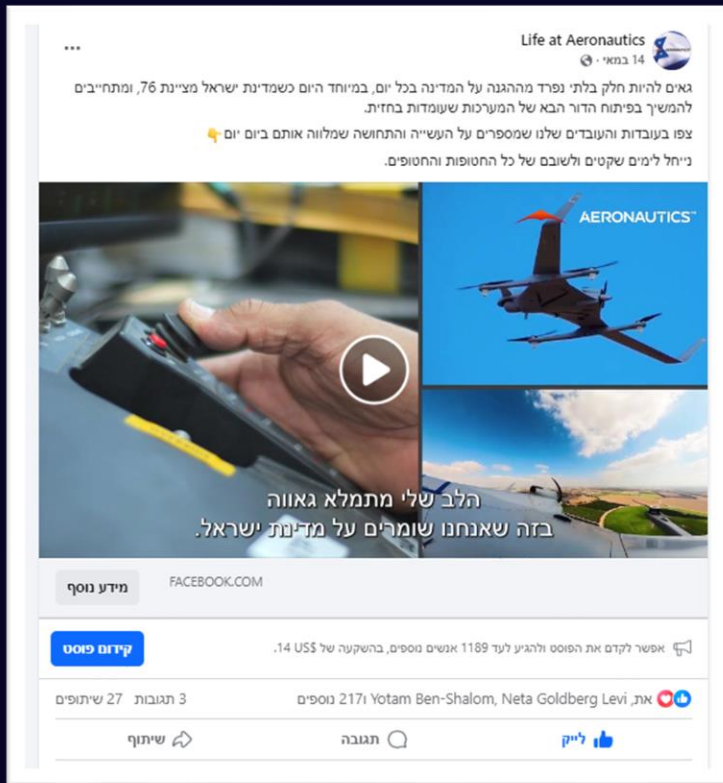 Life at Aeronautics
14 במאי
גאים להיות חלק בלתי נפרד מההגנה על המדינה בכל יום, במיוחד היום כשמדינת ישראל מציינת 76, ומתחייבים
להמשיך בפיתוח הדור הבא של המערכות שעומדות בחזית.
צפו בעובדות והעובדים שלנו שמספרים על העשייה והתחושה שמלווה אותם ביום יום 👇
נייחל לימים שקטים ולשובם של כל החטופות והחטופים.
AERONAUTICS™
הלב שלי מתמלא גאווה
בזה שאנחנו שומרים על מדינת ישראל.
FACEBOOK.COM
מידע נוסף
אפשר לקדם את הפוסט ולהגיע לעד 1189 אנשים נוספים, בהשקעה של 14 US$.
קידום פוסט
את, Yotam Ben-Shalom, Neta Goldberg Levi ו217 נוספים
3 תגובות 27 שיתופים
לייק
תגובה
שיתוף